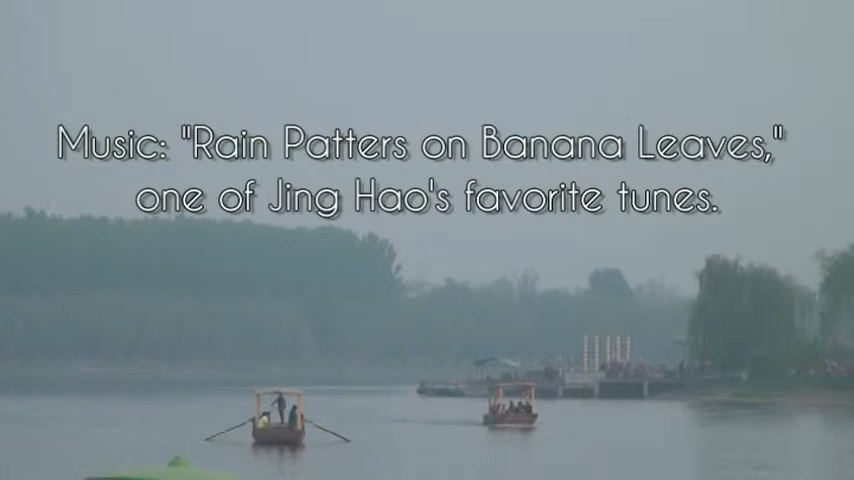 Music: "Rain Patters on Banana Leaves,"
one of Jing Hao's favorite tunes.